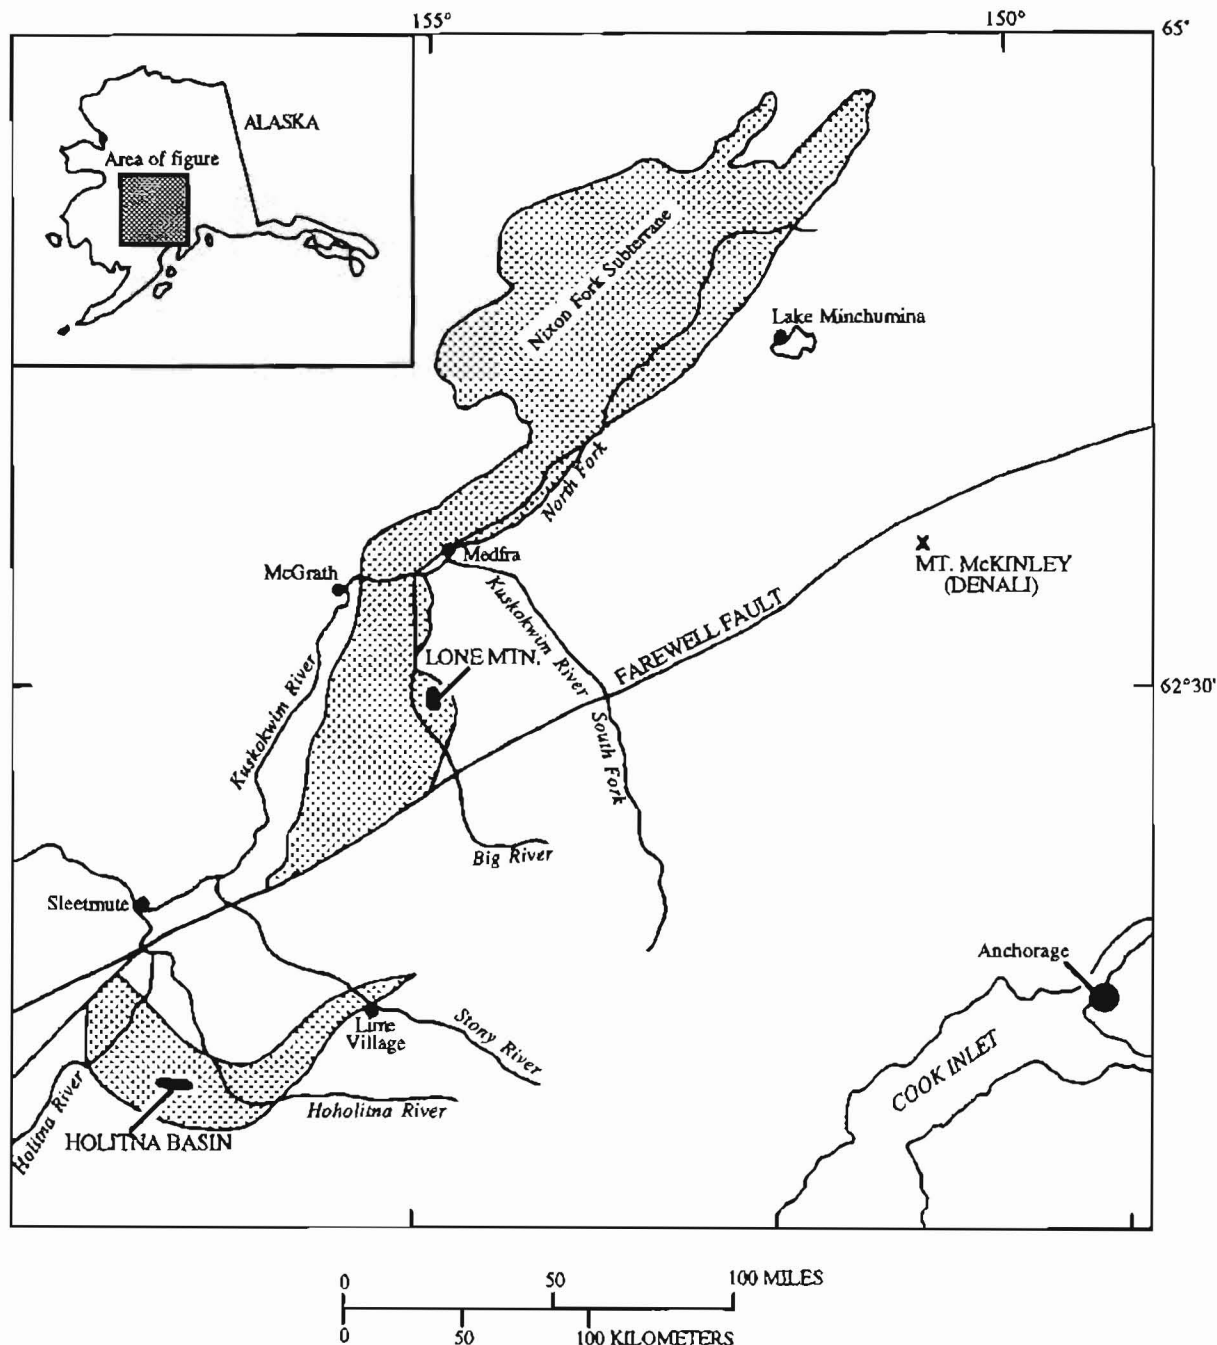 155°
150°
65°
ALASKA
Area of figure
Nixon Fork Subterrane
Lake Minchumina
North Fork
Medfra
McGrath
X
MT. McKINLEY
(DENALI)
Kuskokwim River
FAREWELL FAULT
LONE MTN.
62°30'
Kuskokwim River
South Fork
Big River
Sleetmute
Anchorage
Lime
Village
Stony River
COOK INLET
Holitna River
Hoholitna River
HOLITNA BASIN
0
50
100 MILES
0
50
100 KILOMETERS